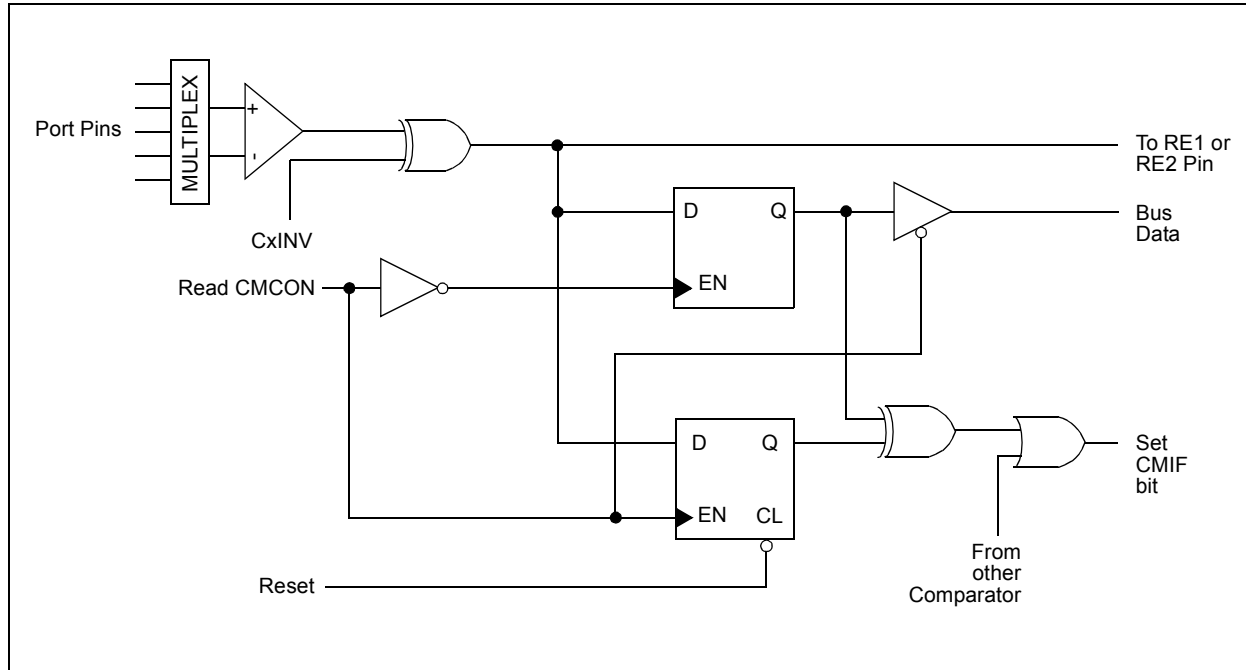 MULTIPLEX
+
-
Port Pins
CxINV
To RE1 or
RE2 Pin
D
Q
EN
Bus
Data
Read CMCON
D
Q
EN
CL
Set
CMIF
bit
From
other
Comparator
Reset